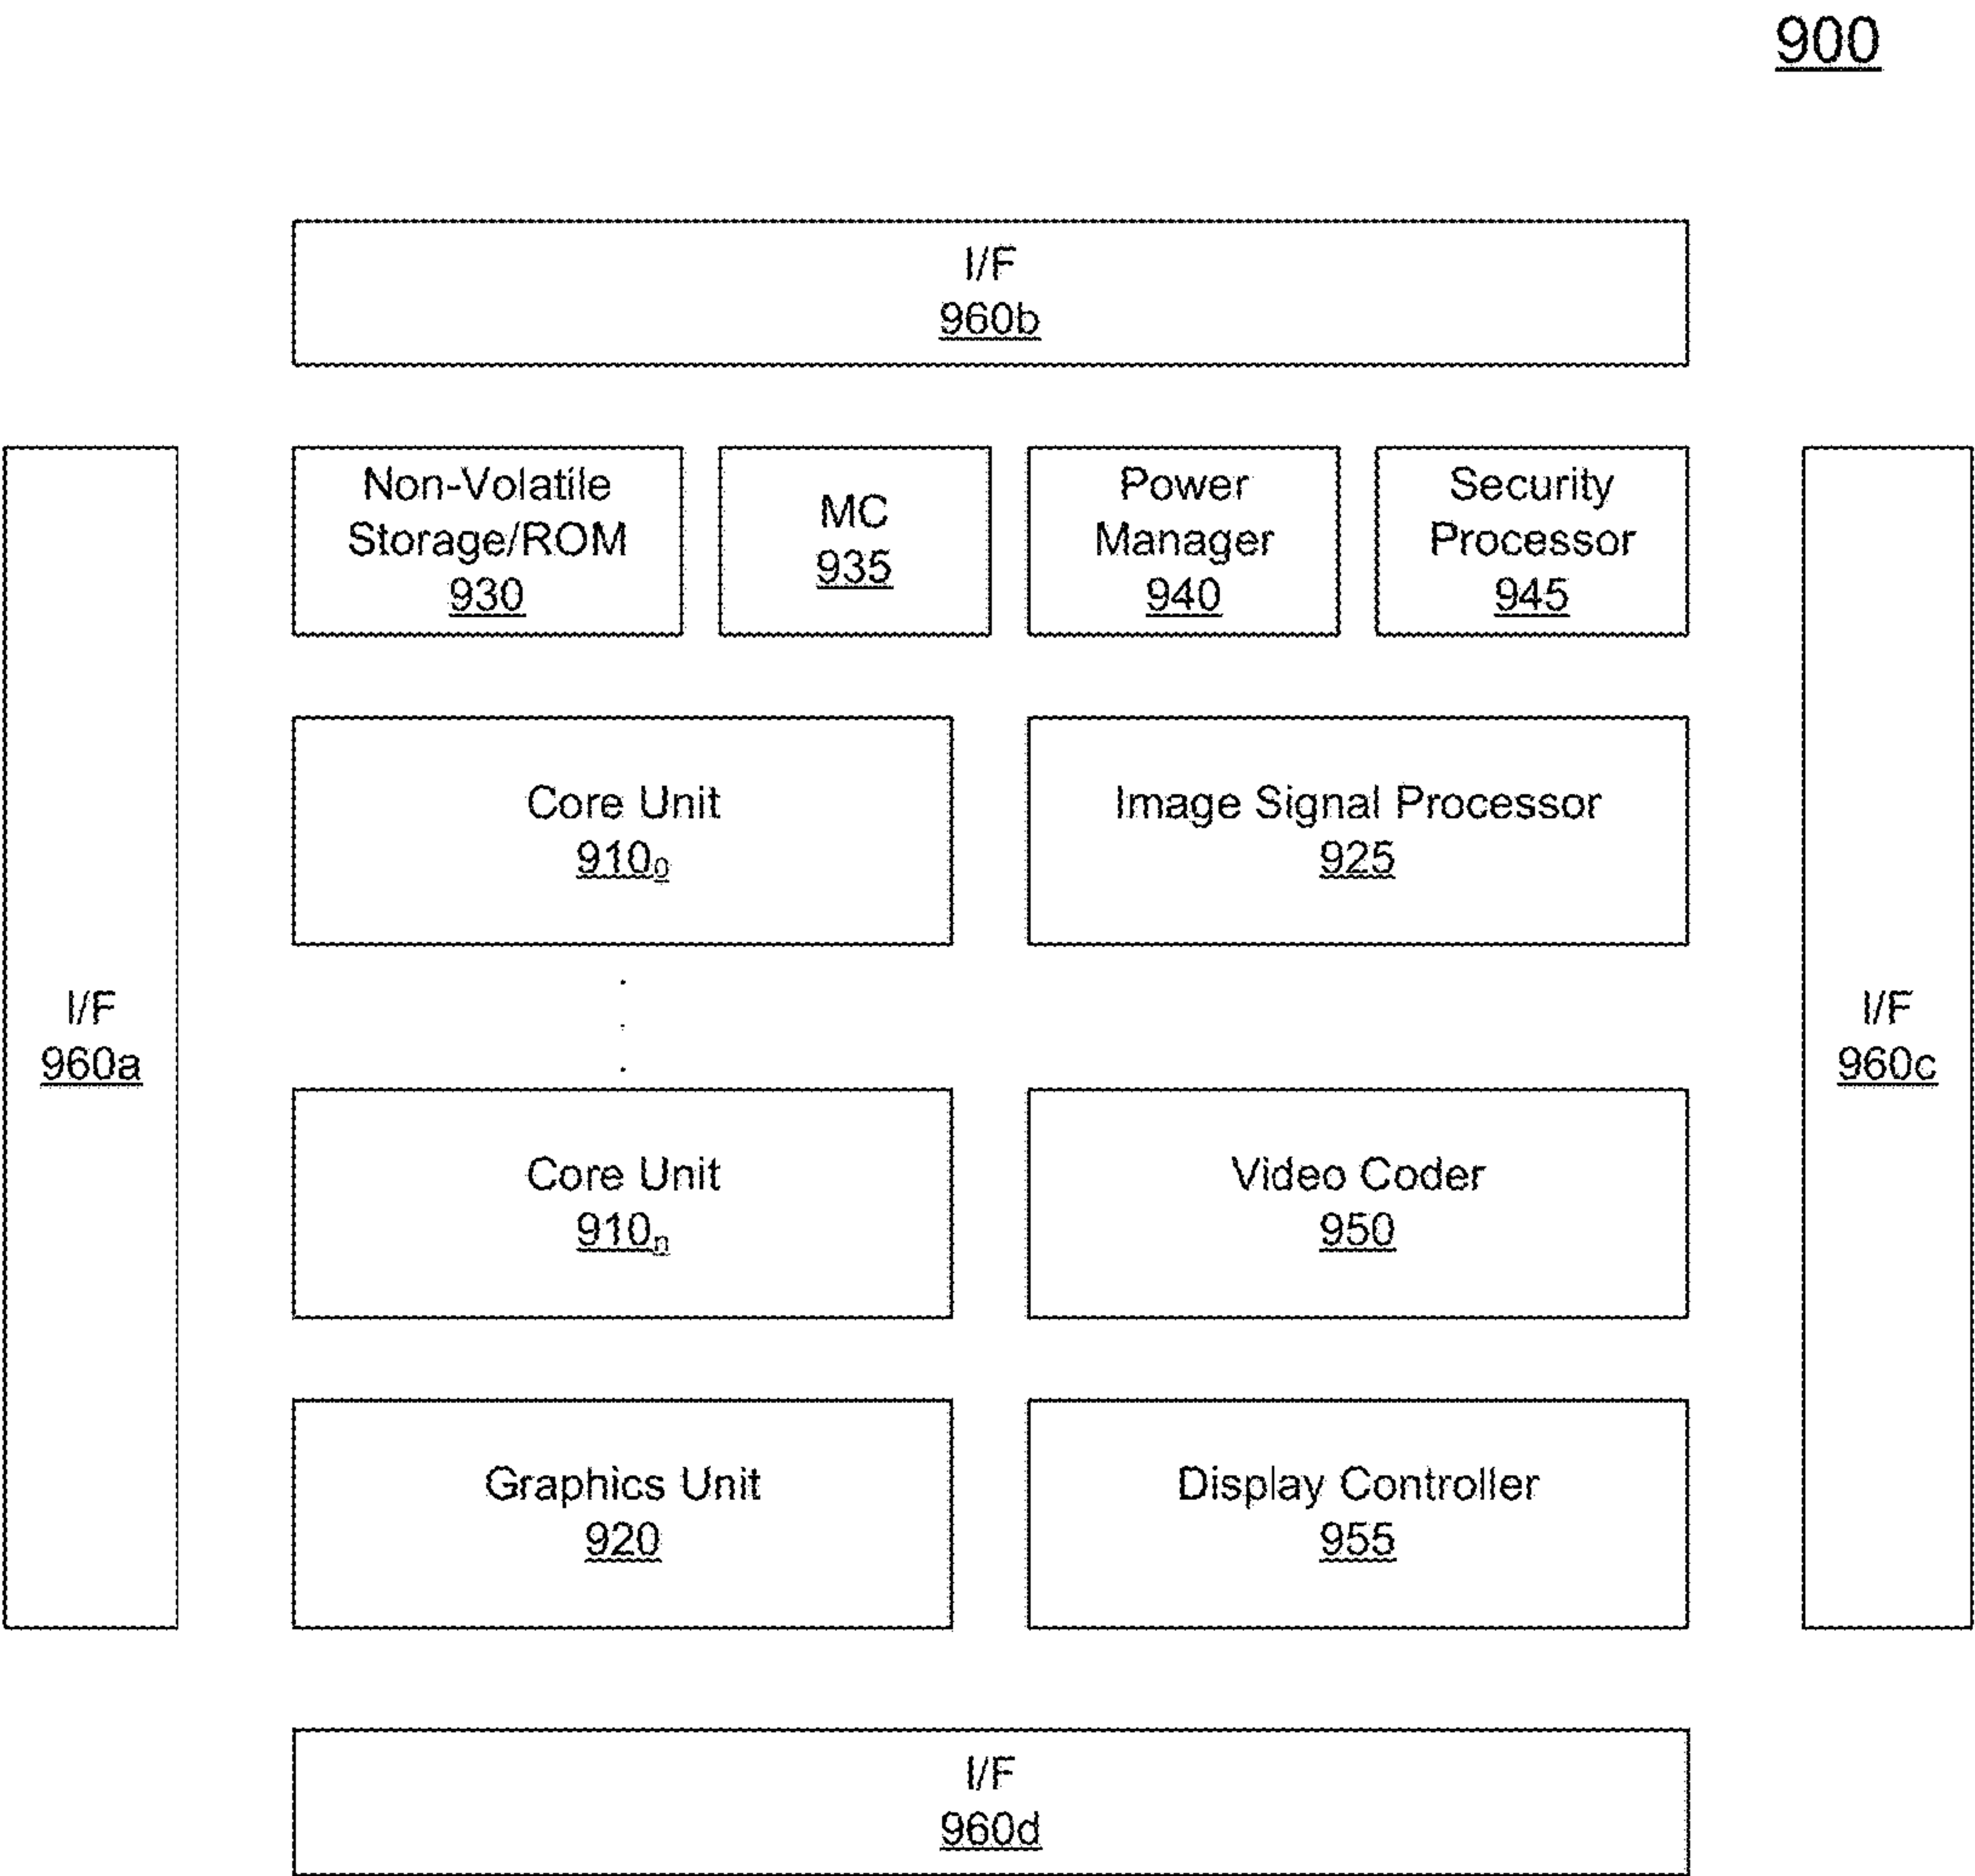 900
I/F
960b
Non-Volatile
Storage/ROM
930
MC
935
Power
Manager
940
Security
Processor
945
I/F
960a
Core Unit
910₀
Image Signal Processor
925
I/F
960c
Core Unit
910ₙ
Video Coder
950
Graphics Unit
920
Display Controller
955
I/F
960d